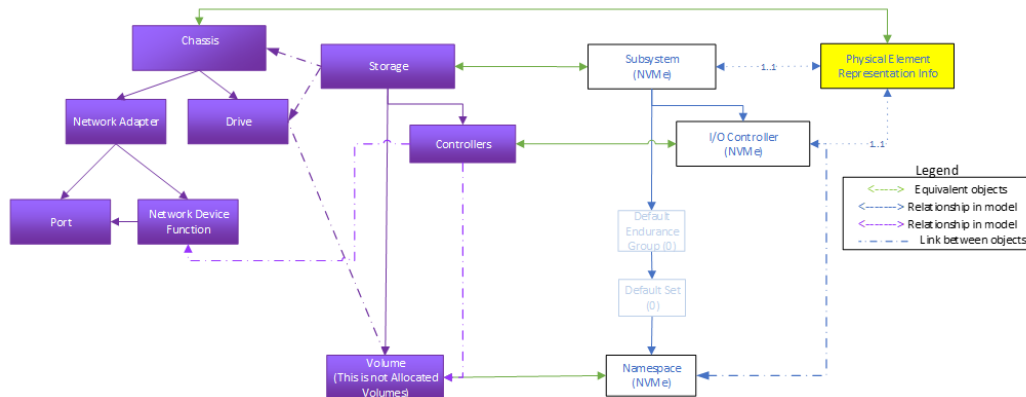 Chassis
Storage
Subsystem
(NVMe)
1..1
Physical Element
Representation Info
Network Adapter
Drive
Controllers
I/O Controller
(NVMe)
1..1
Legend
Equivalent objects
Relationship in model
Relationship in model
Link between objects
Port
Network Device
Function
Default
Endurance
Group (0)
Default Set
(0)
Volume
(This is not Allocated
Volumes)
Namespace
(NVMe)